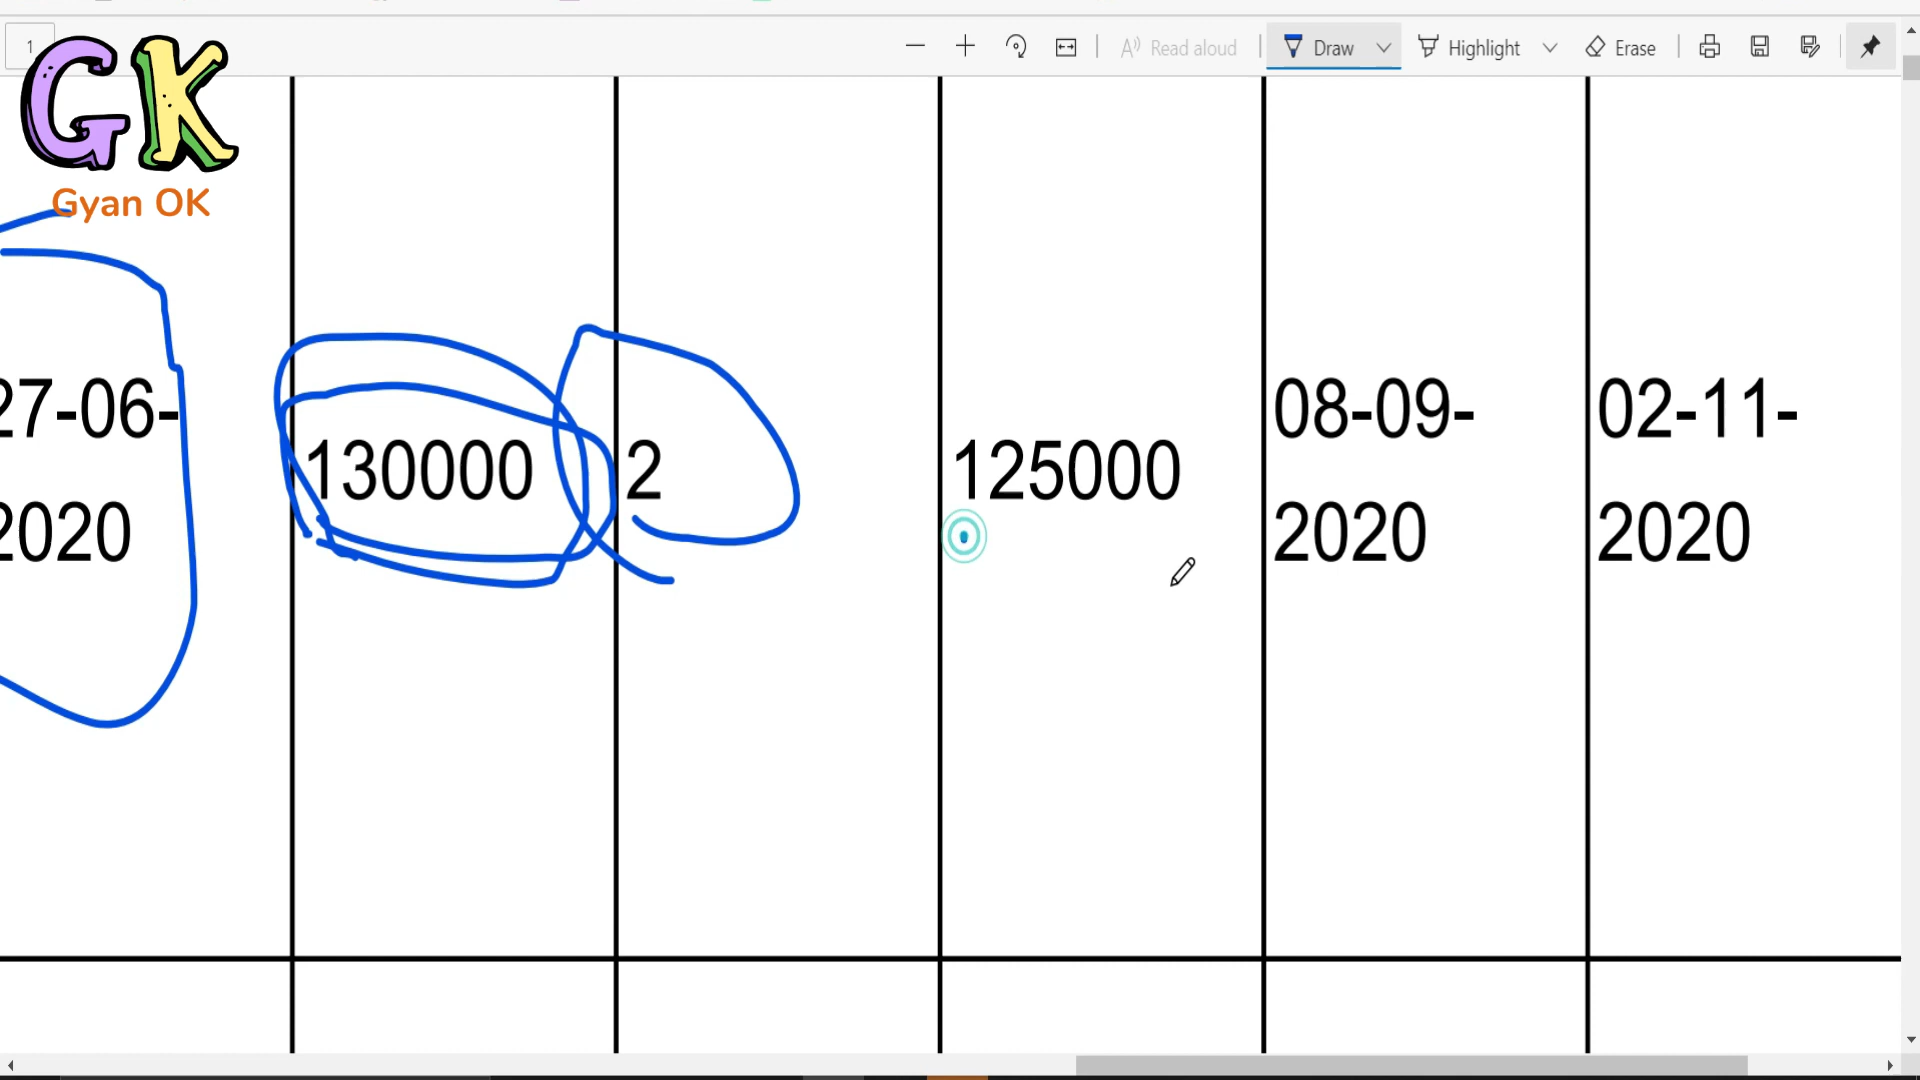 1
Read aloud
Draw
Highlight
Erase
GK
Gyan OK
27-06-
2020
130000
2
125000
08-09-
2020
02-11-
2020